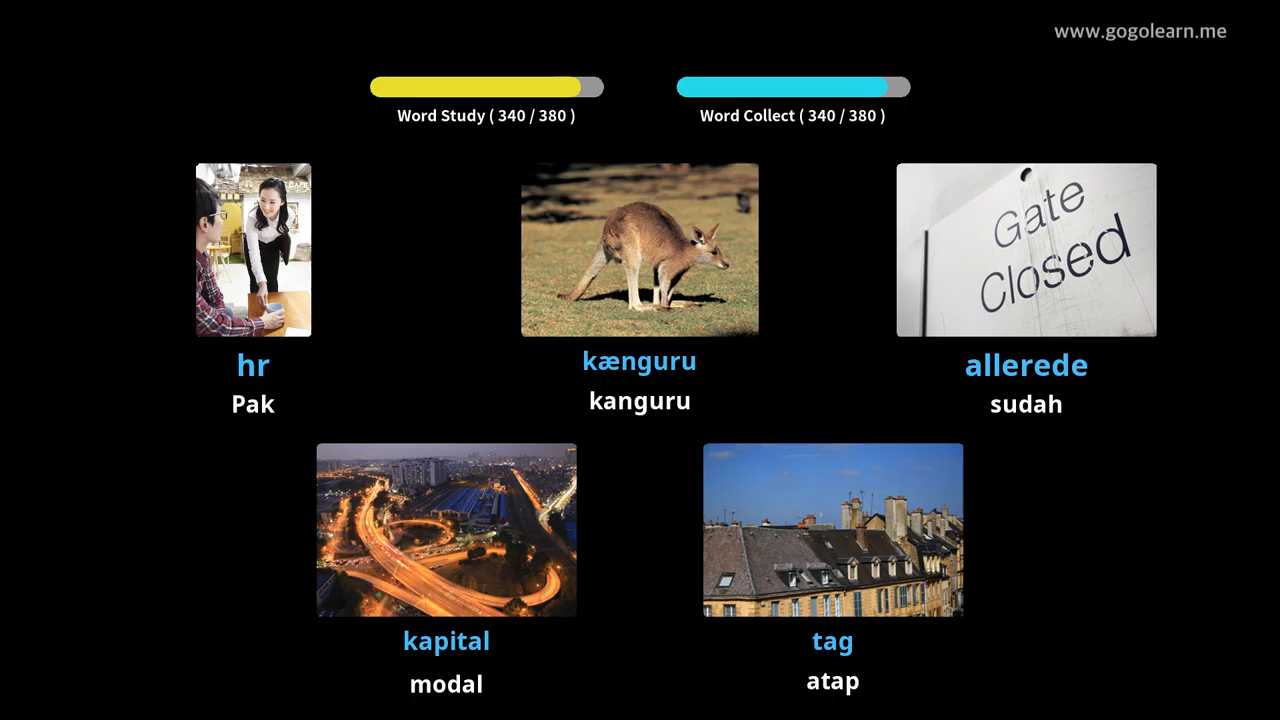 www.gogolearn.me
Word Study ( 340 / 380 )
Word Collect ( 340 / 380 )
Gate
Closed
hr
Pak
kænguru
kanguru
allerede
sudah
kapital
modal
tag
atap